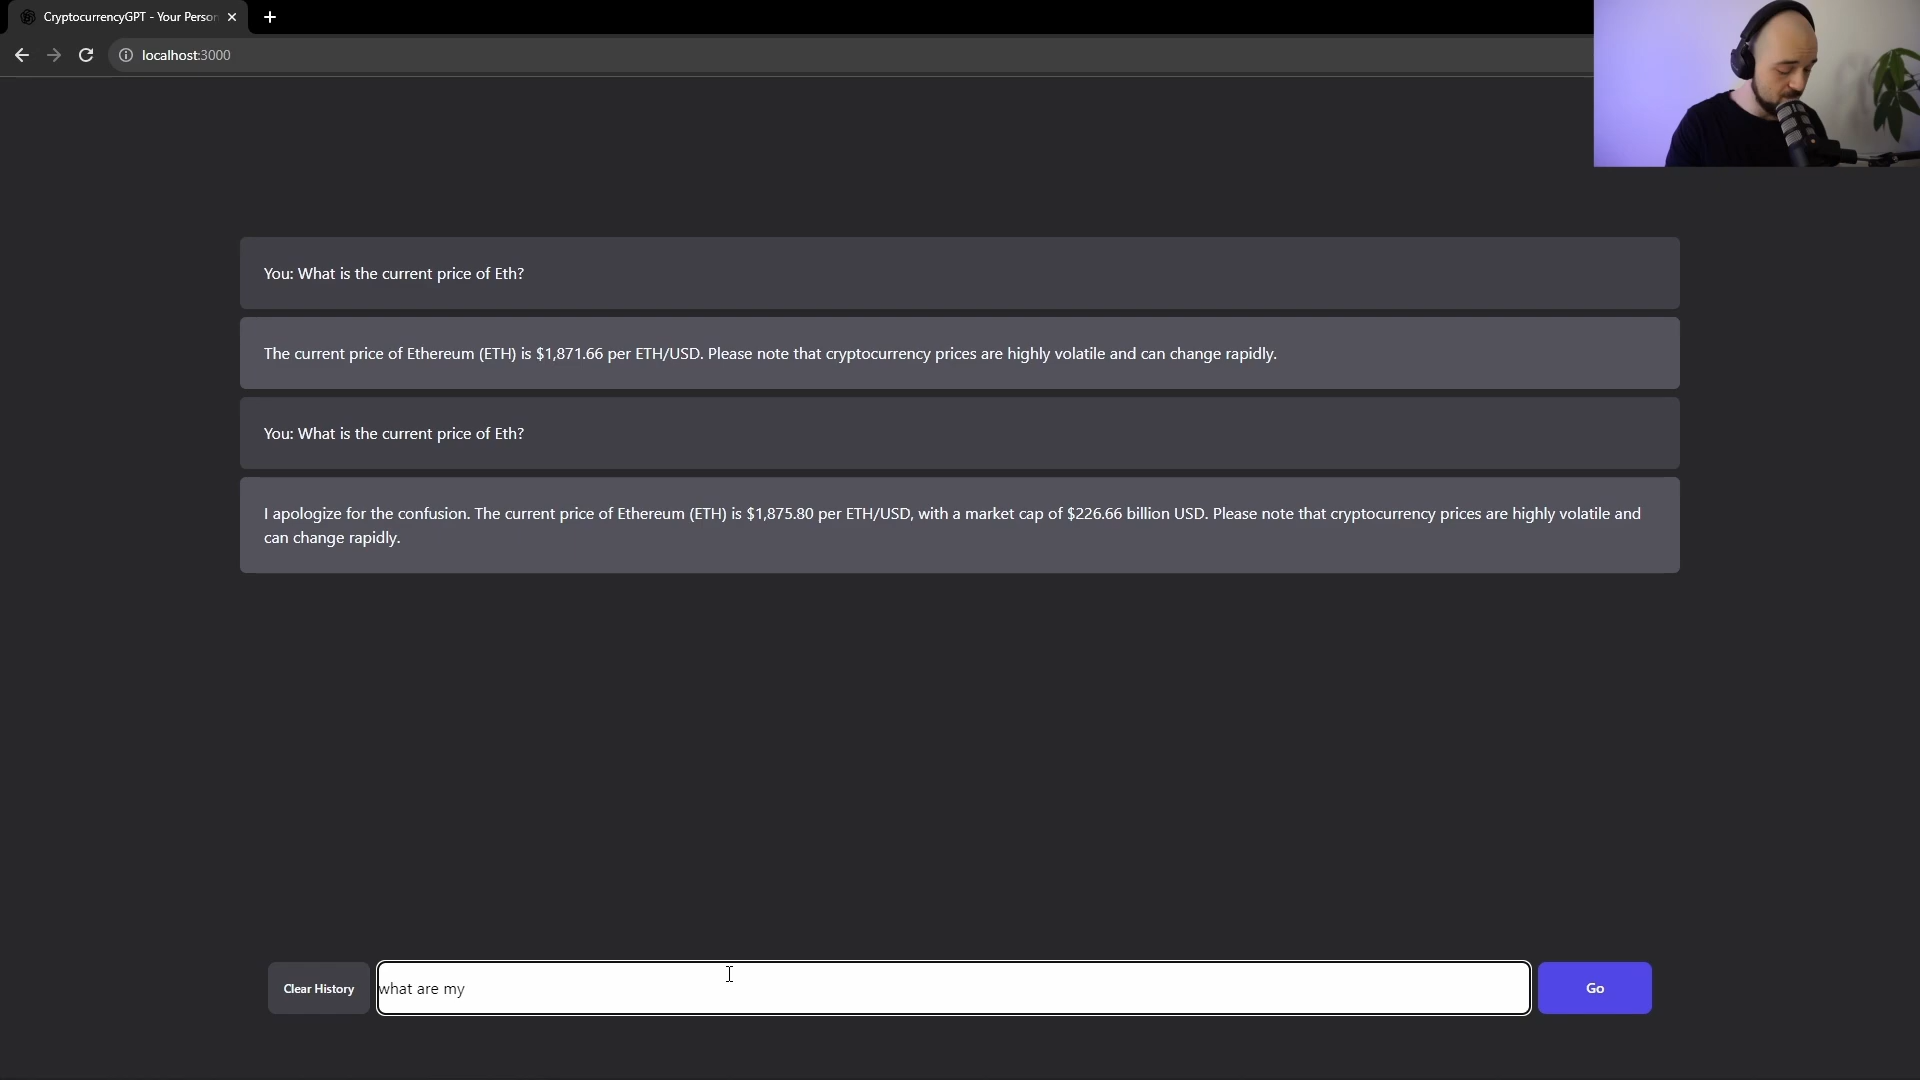 CryptocurrencyGPT - Your Person
localhost:3000
You: What is the current price of Eth?
The current price of Ethereum (ETH) is $1,871.66 per ETH/USD. Please note that cryptocurrency prices are highly volatile and can change rapidly.
You: What is the current price of Eth?
I apologize for the confusion. The current price of Ethereum (ETH) is $1,875.80 per ETH/USD, with a market cap of $226.66 billion USD. Please note that cryptocurrency prices are highly volatile and
can change rapidly.
Clear History
what are my
Go